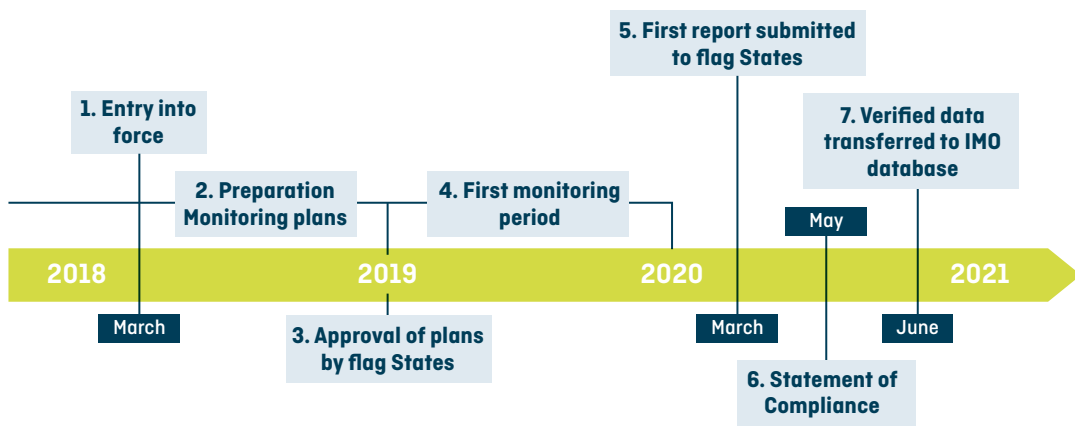 5. First report submitted
to flag States
1. Entry into
force
7. Verified data
transferred to IMO
database
2. Preparation
Monitoring plans
4. First monitoring
period
May
2018
2019
2020
2021
March
3. Approval of plans
by flag States
March
June
6. Statement of
Compliance